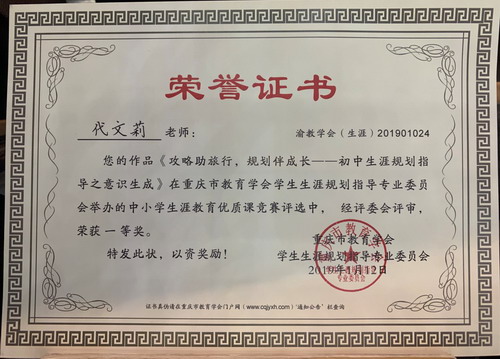 荣誉证书
代文莉 老师：
渝教学会（生涯）201901024
您的作品《攻略助旅行，规划伴成长——初中生涯规划指
导之意识生成》在重庆市教育学会学生生涯规划指导专业委员
会举办的中小学生涯教育优质课竞赛评选中，经评委会评审，
荣获一等奖。
特发此状，以资奖励！
重庆市教育学会
学生生涯规划指导专业委员会
2019年1月12日
专业委员会
证书真伪请在重庆市教育学会门户网（www.cqjyxh.com）“通知公告”栏查询